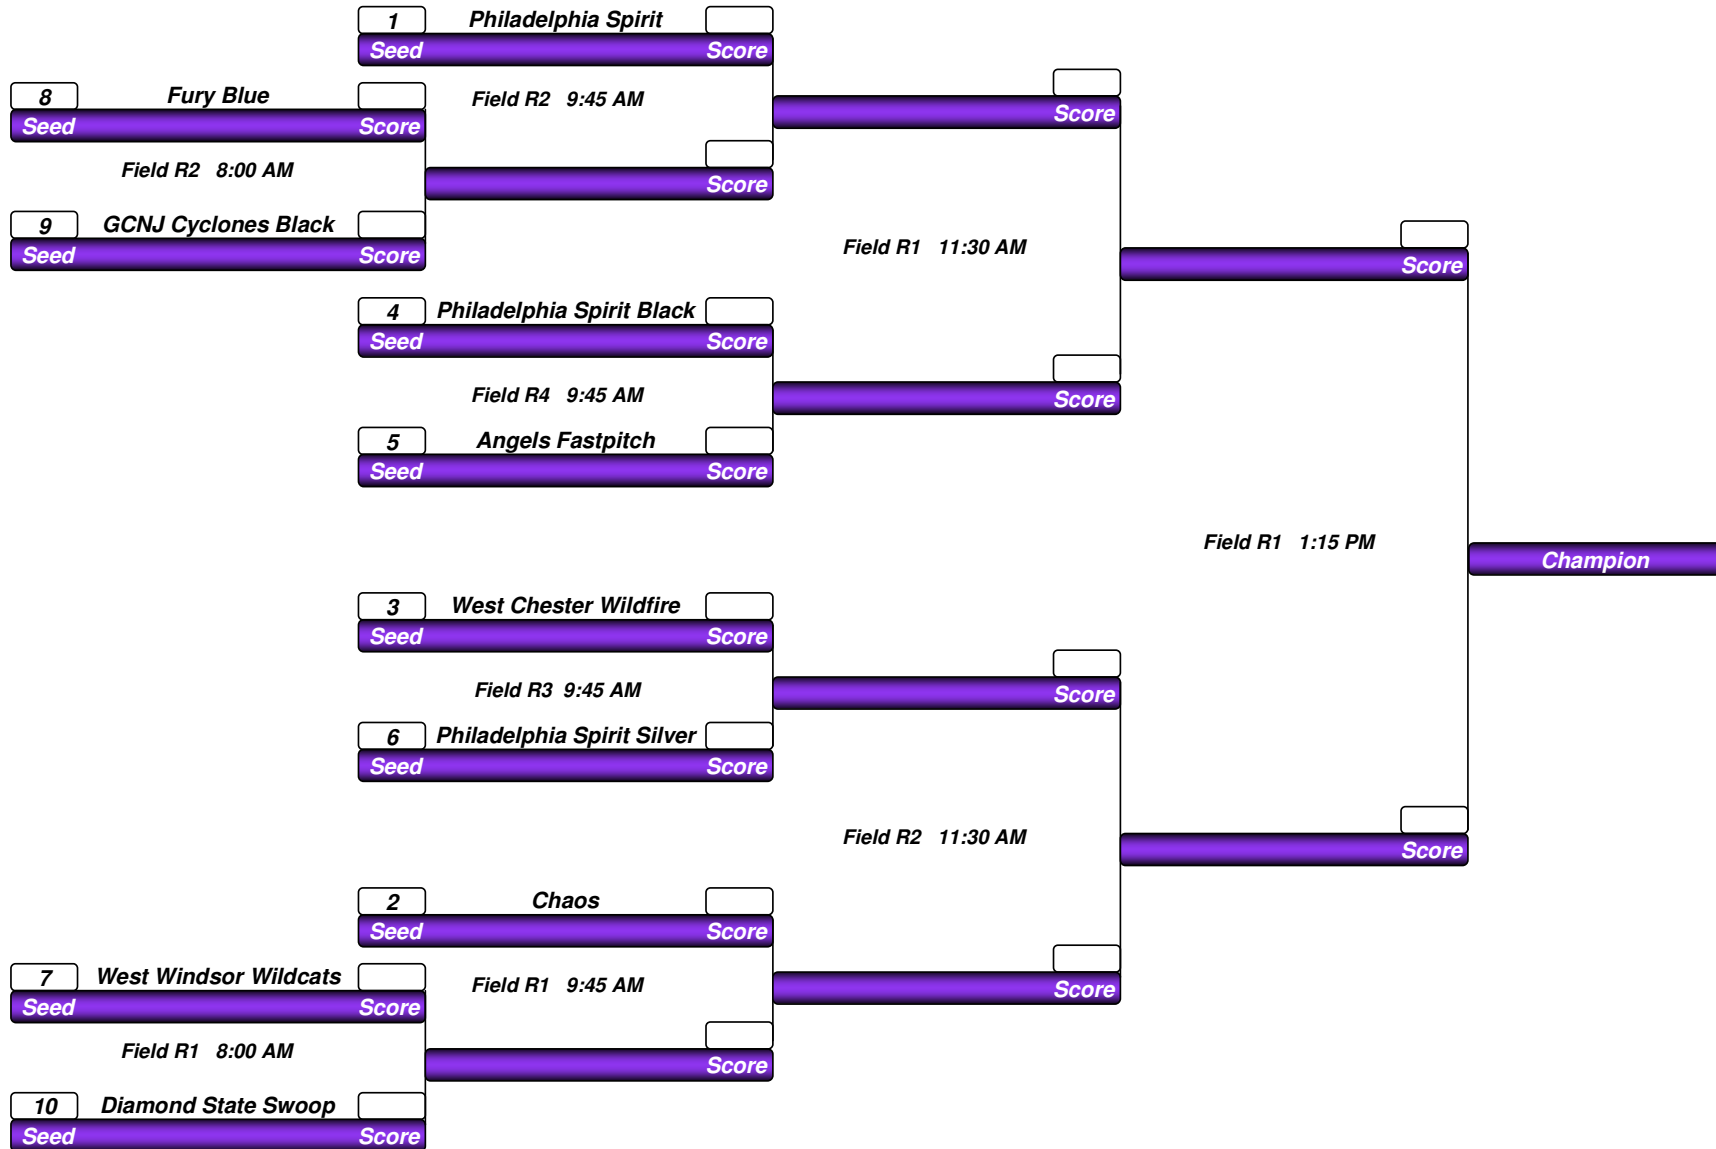 1 Philadelphia Spirit
Seed Score
8 Fury Blue
Seed Score
Field R2 9:45 AM
Score
Field R2 8:00 AM
Score
9 GCNJ Cyclones Black
Seed Score
Field R1 11:30 AM
Score
4 Philadelphia Spirit Black
Seed Score
Field R4 9:45 AM
Score
5 Angels Fastpitch
Seed Score
Field R1 1:15 PM
Champion
3 West Chester Wildfire
Seed Score
Field R3 9:45 AM
Score
6 Philadelphia Spirit Silver
Seed Score
Field R2 11:30 AM
Score
2 Chaos
Seed Score
7 West Windsor Wildcats
Seed Score
Field R1 9:45 AM
Score
Field R1 8:00 AM
Score
10 Diamond State Swoop
Seed Score